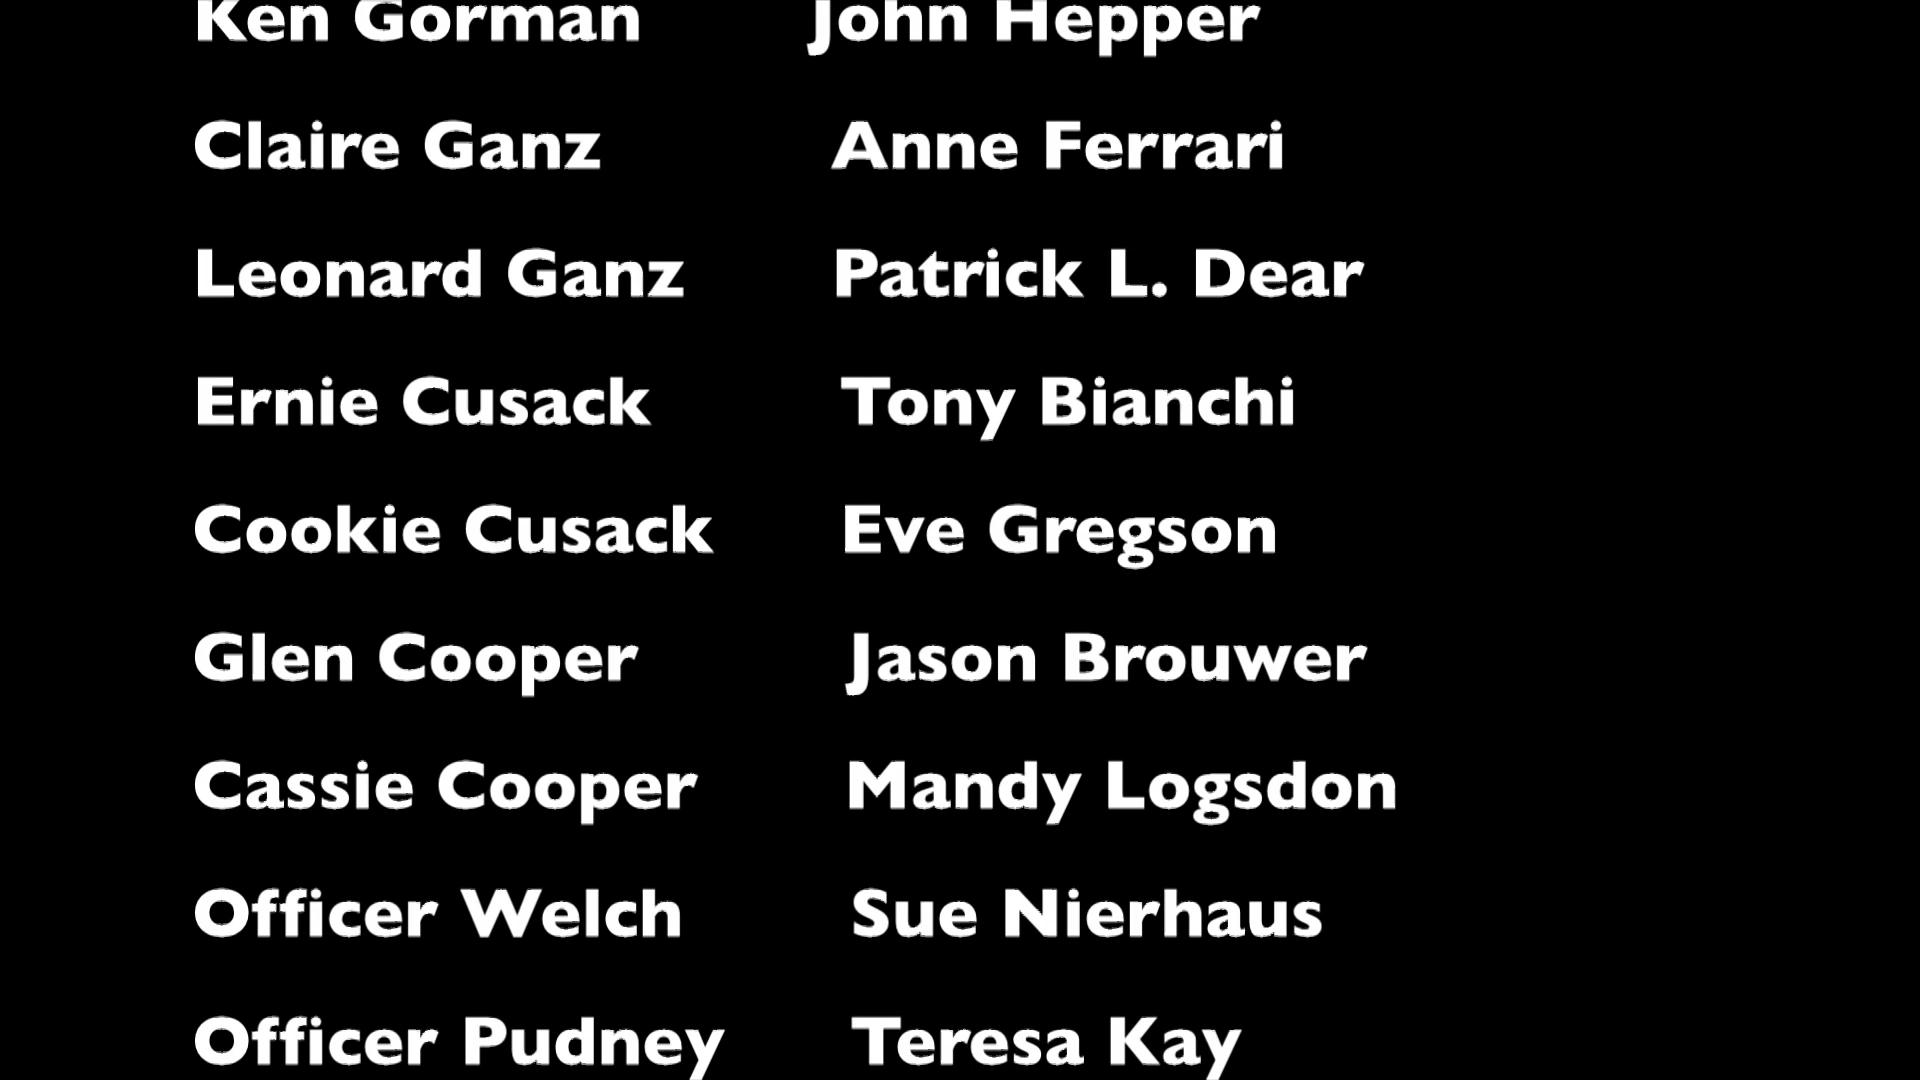 Ken Gorman John Hepper
Claire Ganz Anne Ferrari
Leonard Ganz Patrick L. Dear
Ernie Cusack Tony Bianchi
Cookie Cusack Eve Gregson
Glen Cooper Jason Brouwer
Cassie Cooper Mandy Logsdon
Officer Welch Sue Nierhaus
Officer Pudney Teresa Kay